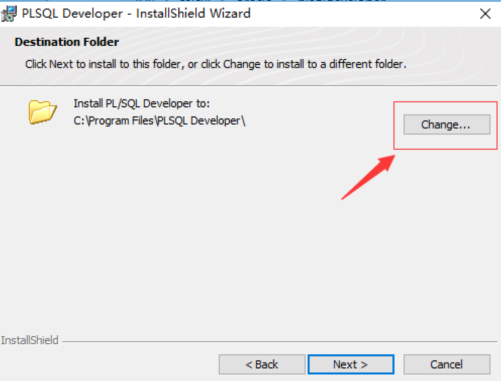 PLSQL Developer - InstallShield Wizard
Destination Folder
Click Next to install to this folder, or click Change to install to a different folder.
Install PL/SQL Developer to:
C:\Program Files\PLSQL Developer\
Change...
InstallShield
< Back
Next >
Cancel